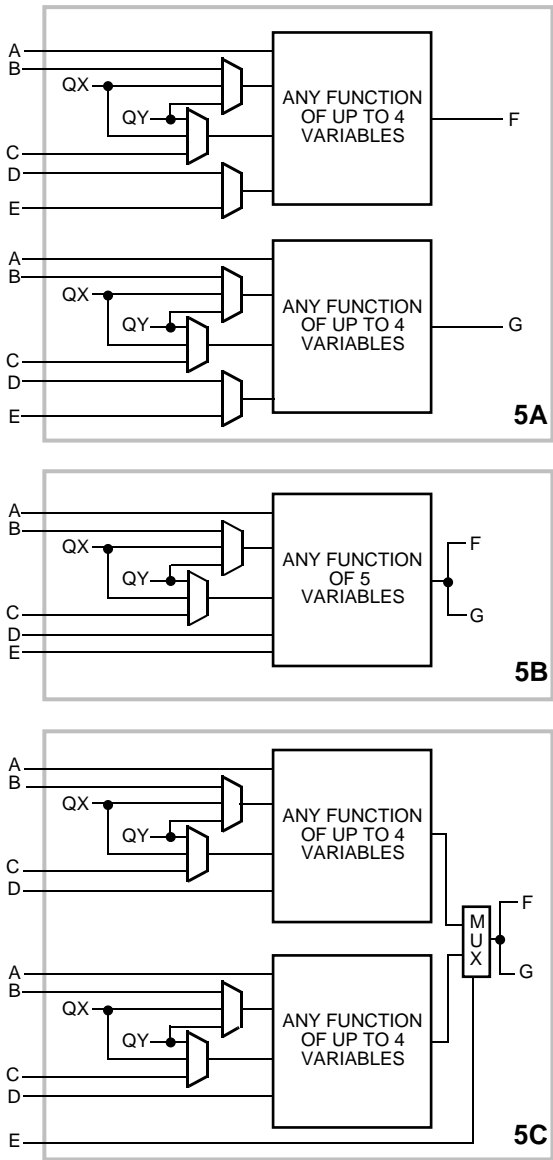 A
B
QX
QY
C
D
E
ANY FUNCTION
OF UP TO 4
VARIABLES
F
A
B
QX
QY
C
D
E
ANY FUNCTION
OF UP TO 4
VARIABLES
G
5A
A
B
QX
QY
C
D
E
ANY FUNCTION
OF 5
VARIABLES
F
G
5B
A
B
QX
QY
C
D
ANY FUNCTION
OF UP TO 4
VARIABLES
M
U
X
F
G
A
B
QX
QY
C
D
ANY FUNCTION
OF UP TO 4
VARIABLES
E
5C